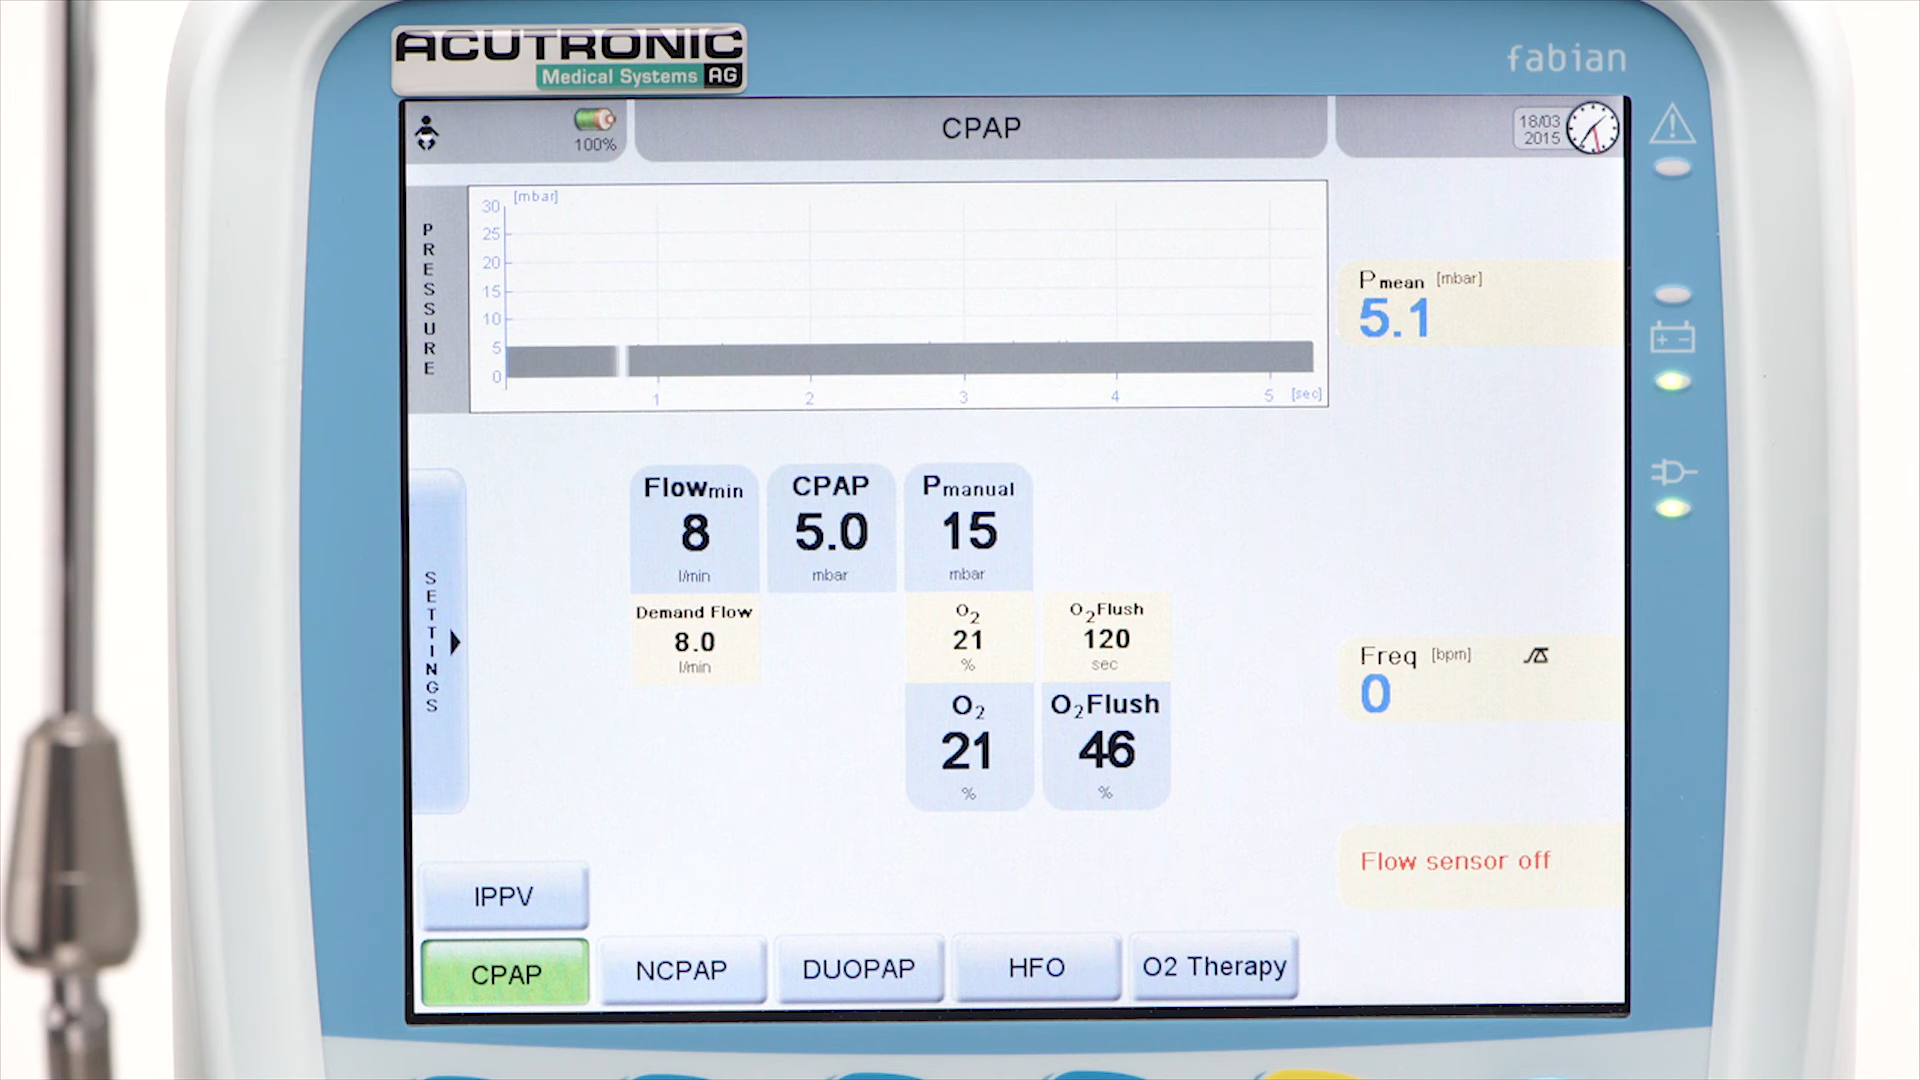 ACUTRONIC
Medical Systems AG
fabian
100%
CPAP
18/03
2015
PRESSURE
[mbar]
30
25
20
15
10
5
0
1 2 3 4 5 [sec]
Pmean [mbar]
5.1
SETTINGS
Flowmin
8
l/min
CPAP
5.0
mbar
Pmanual
15
mbar
Demand Flow
8.0
l/min
O2
21
%
O2Flush
120
sec
O2
21
%
O2Flush
46
%
Freq [bpm]
0
Flow sensor off
IPPV
CPAP
NCPAP
DUOPAP
HFO
O2 Therapy